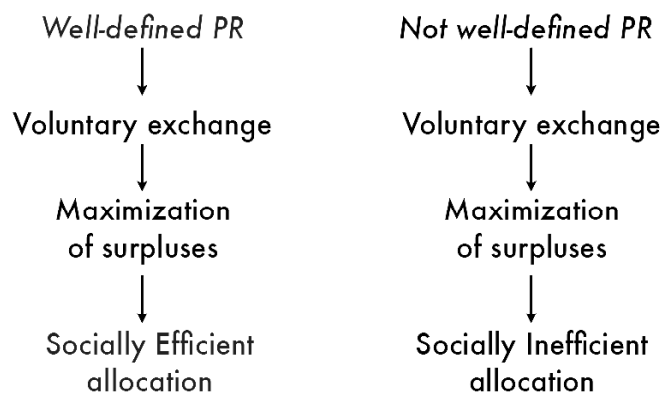 Well-defined PR
Voluntary exchange
Maximization
of surpluses
Socially Efficient
allocation
Not well-defined PR
Voluntary exchange
Maximization
of surpluses
Socially Inefficient
allocation